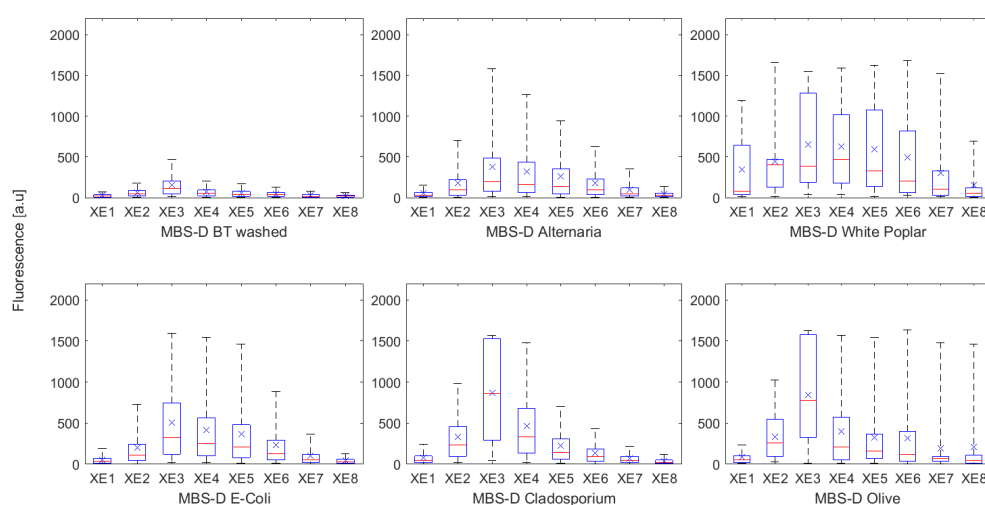 2000
1500
1000
500
0
XE1 XE2 XE3 XE4 XE5 XE6 XE7 XE8
MBS-D BT washed
2000
1500
1000
500
0
XE1 XE2 XE3 XE4 XE5 XE6 XE7 XE8
MBS-D Alternaria
2000
1500
1000
500
0
XE1 XE2 XE3 XE4 XE5 XE6 XE7 XE8
MBS-D White Poplar
Fluorescence [a.u]
2000
1500
1000
500
0
XE1 XE2 XE3 XE4 XE5 XE6 XE7 XE8
MBS-D E-Coli
2000
1500
1000
500
0
XE1 XE2 XE3 XE4 XE5 XE6 XE7 XE8
MBS-D Cladosporium
2000
1500
1000
500
0
XE1 XE2 XE3 XE4 XE5 XE6 XE7 XE8
MBS-D Olive